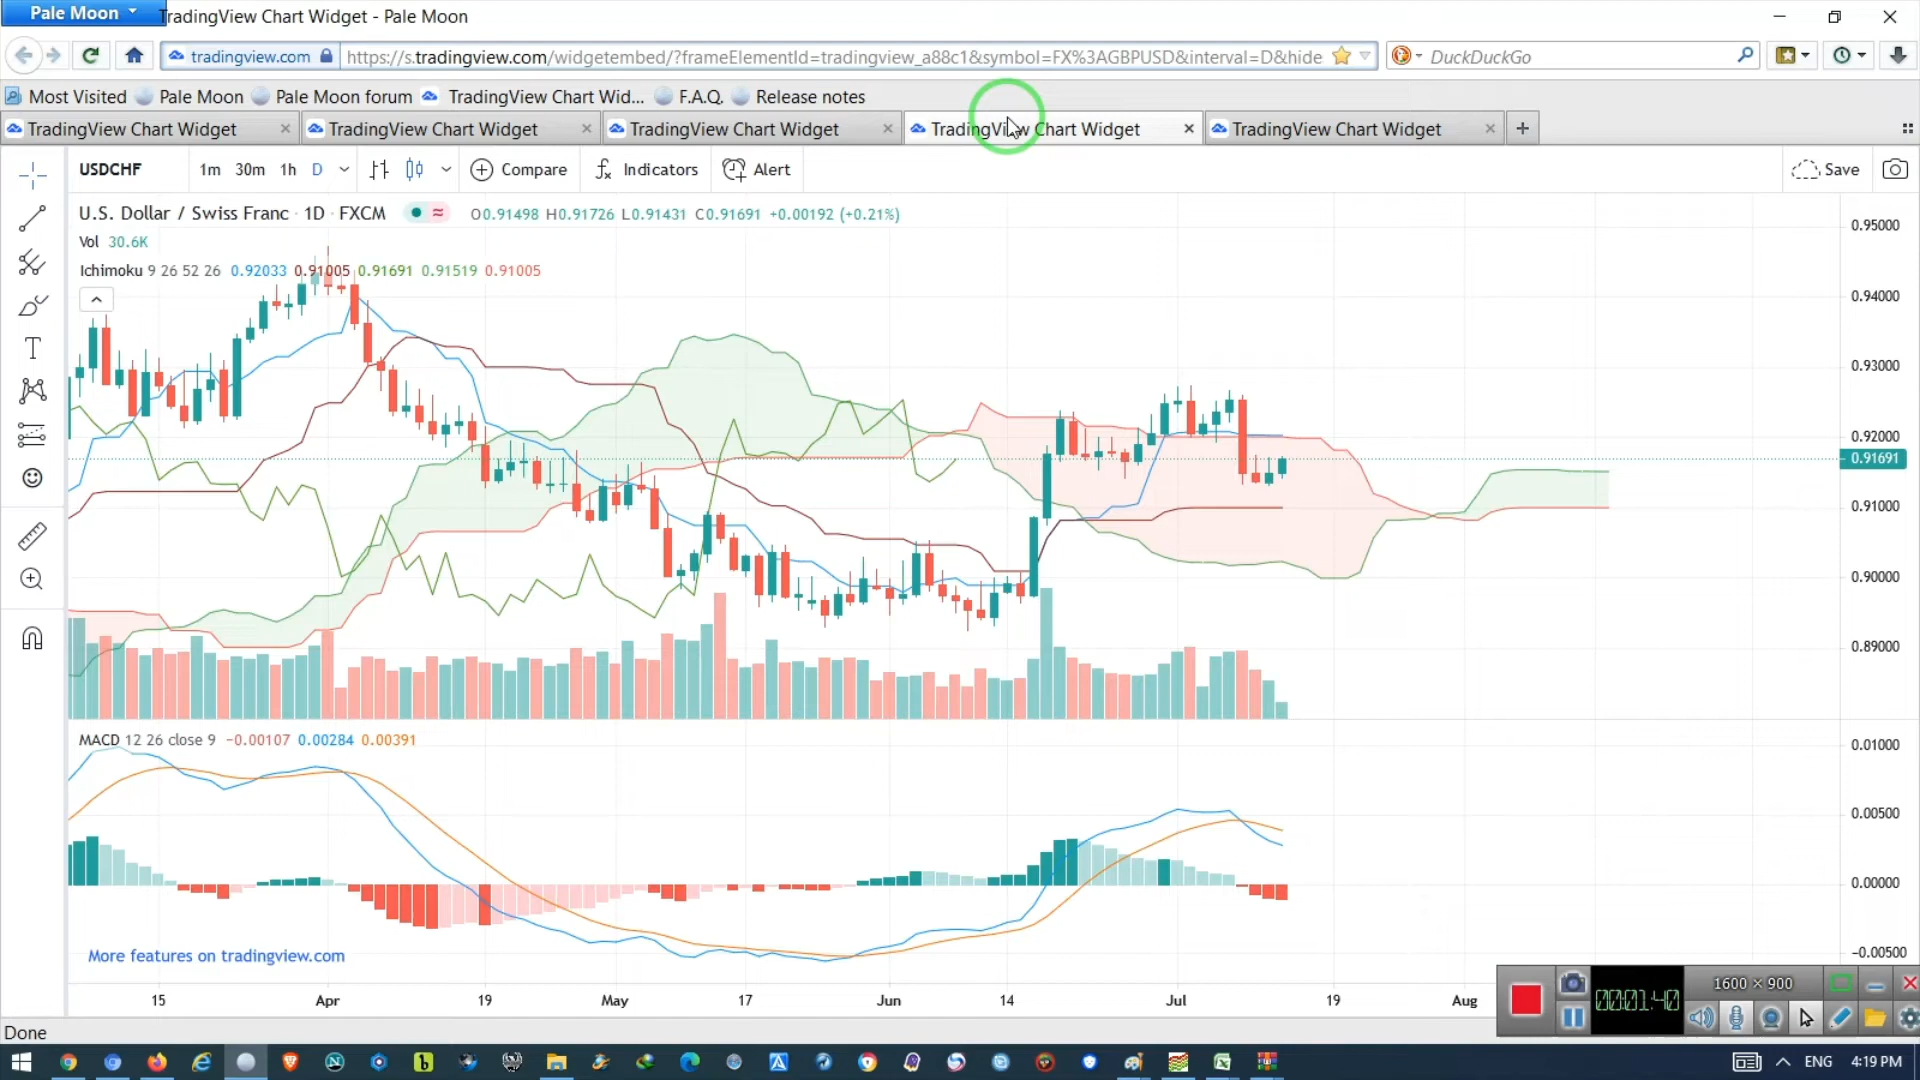 Pale Moon
TradingView Chart Widget - Pale Moon
tradingview.com
https://s.tradingview.com/widgetembed/?frameElementId=tradingview_a88c1&symbol=FX%3AGBPUSD&interval=D&hide
DuckDuckGo
Most Visited Pale Moon Pale Moon forum TradingView Chart Wid... F.A.Q. Release notes
TradingView Chart Widget TradingView Chart Widget TradingView Chart Widget TradingView Chart Widget TradingView Chart Widget
USDCHF 1m 30m 1h D Compare Indicators Alert Save
U.S. Dollar / Swiss Franc · 1D · FXCM O0.91498 H0.91726 L0.91431 C0.91691 +0.00192 (+0.21%)
Vol 30.6K
Ichimoku 9 26 52 26 0.92033 0.91005 0.91691 0.91519 0.91005
0.95000
0.94000
0.93000
0.92000
0.91691
0.91000
0.90000
0.89000
MACD 12 26 close 9 −0.00107 0.00284 0.00391
0.01000
0.00500
0.00000
−0.00500
More features on tradingview.com
15 Apr 19 May 17 Jun 14 Jul 19 Aug
1600 × 900
00:01:40
Done
ENG 4:19 PM